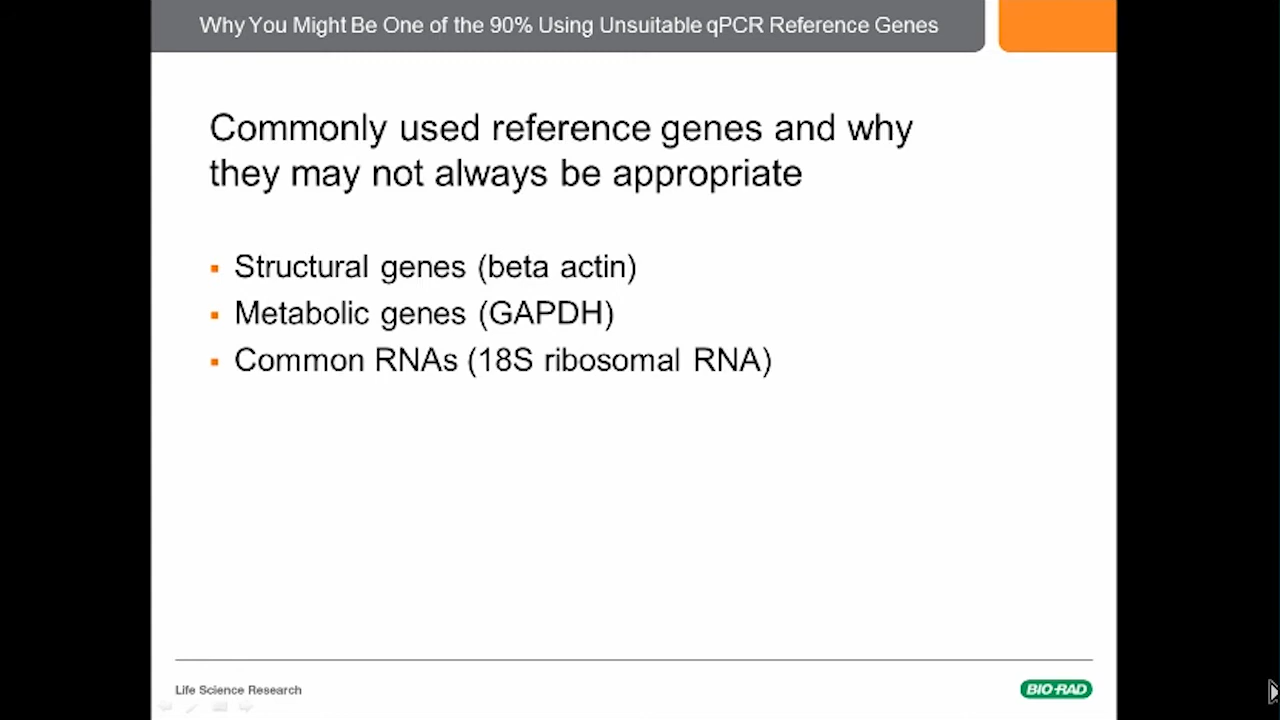 Why You Might Be One of the 90% Using Unsuitable qPCR Reference Genes
Commonly used reference genes and why
they may not always be appropriate
▪ Structural genes (beta actin)
▪ Metabolic genes (GAPDH)
▪ Common RNAs (18S ribosomal RNA)
Life Science Research
BIO-RAD